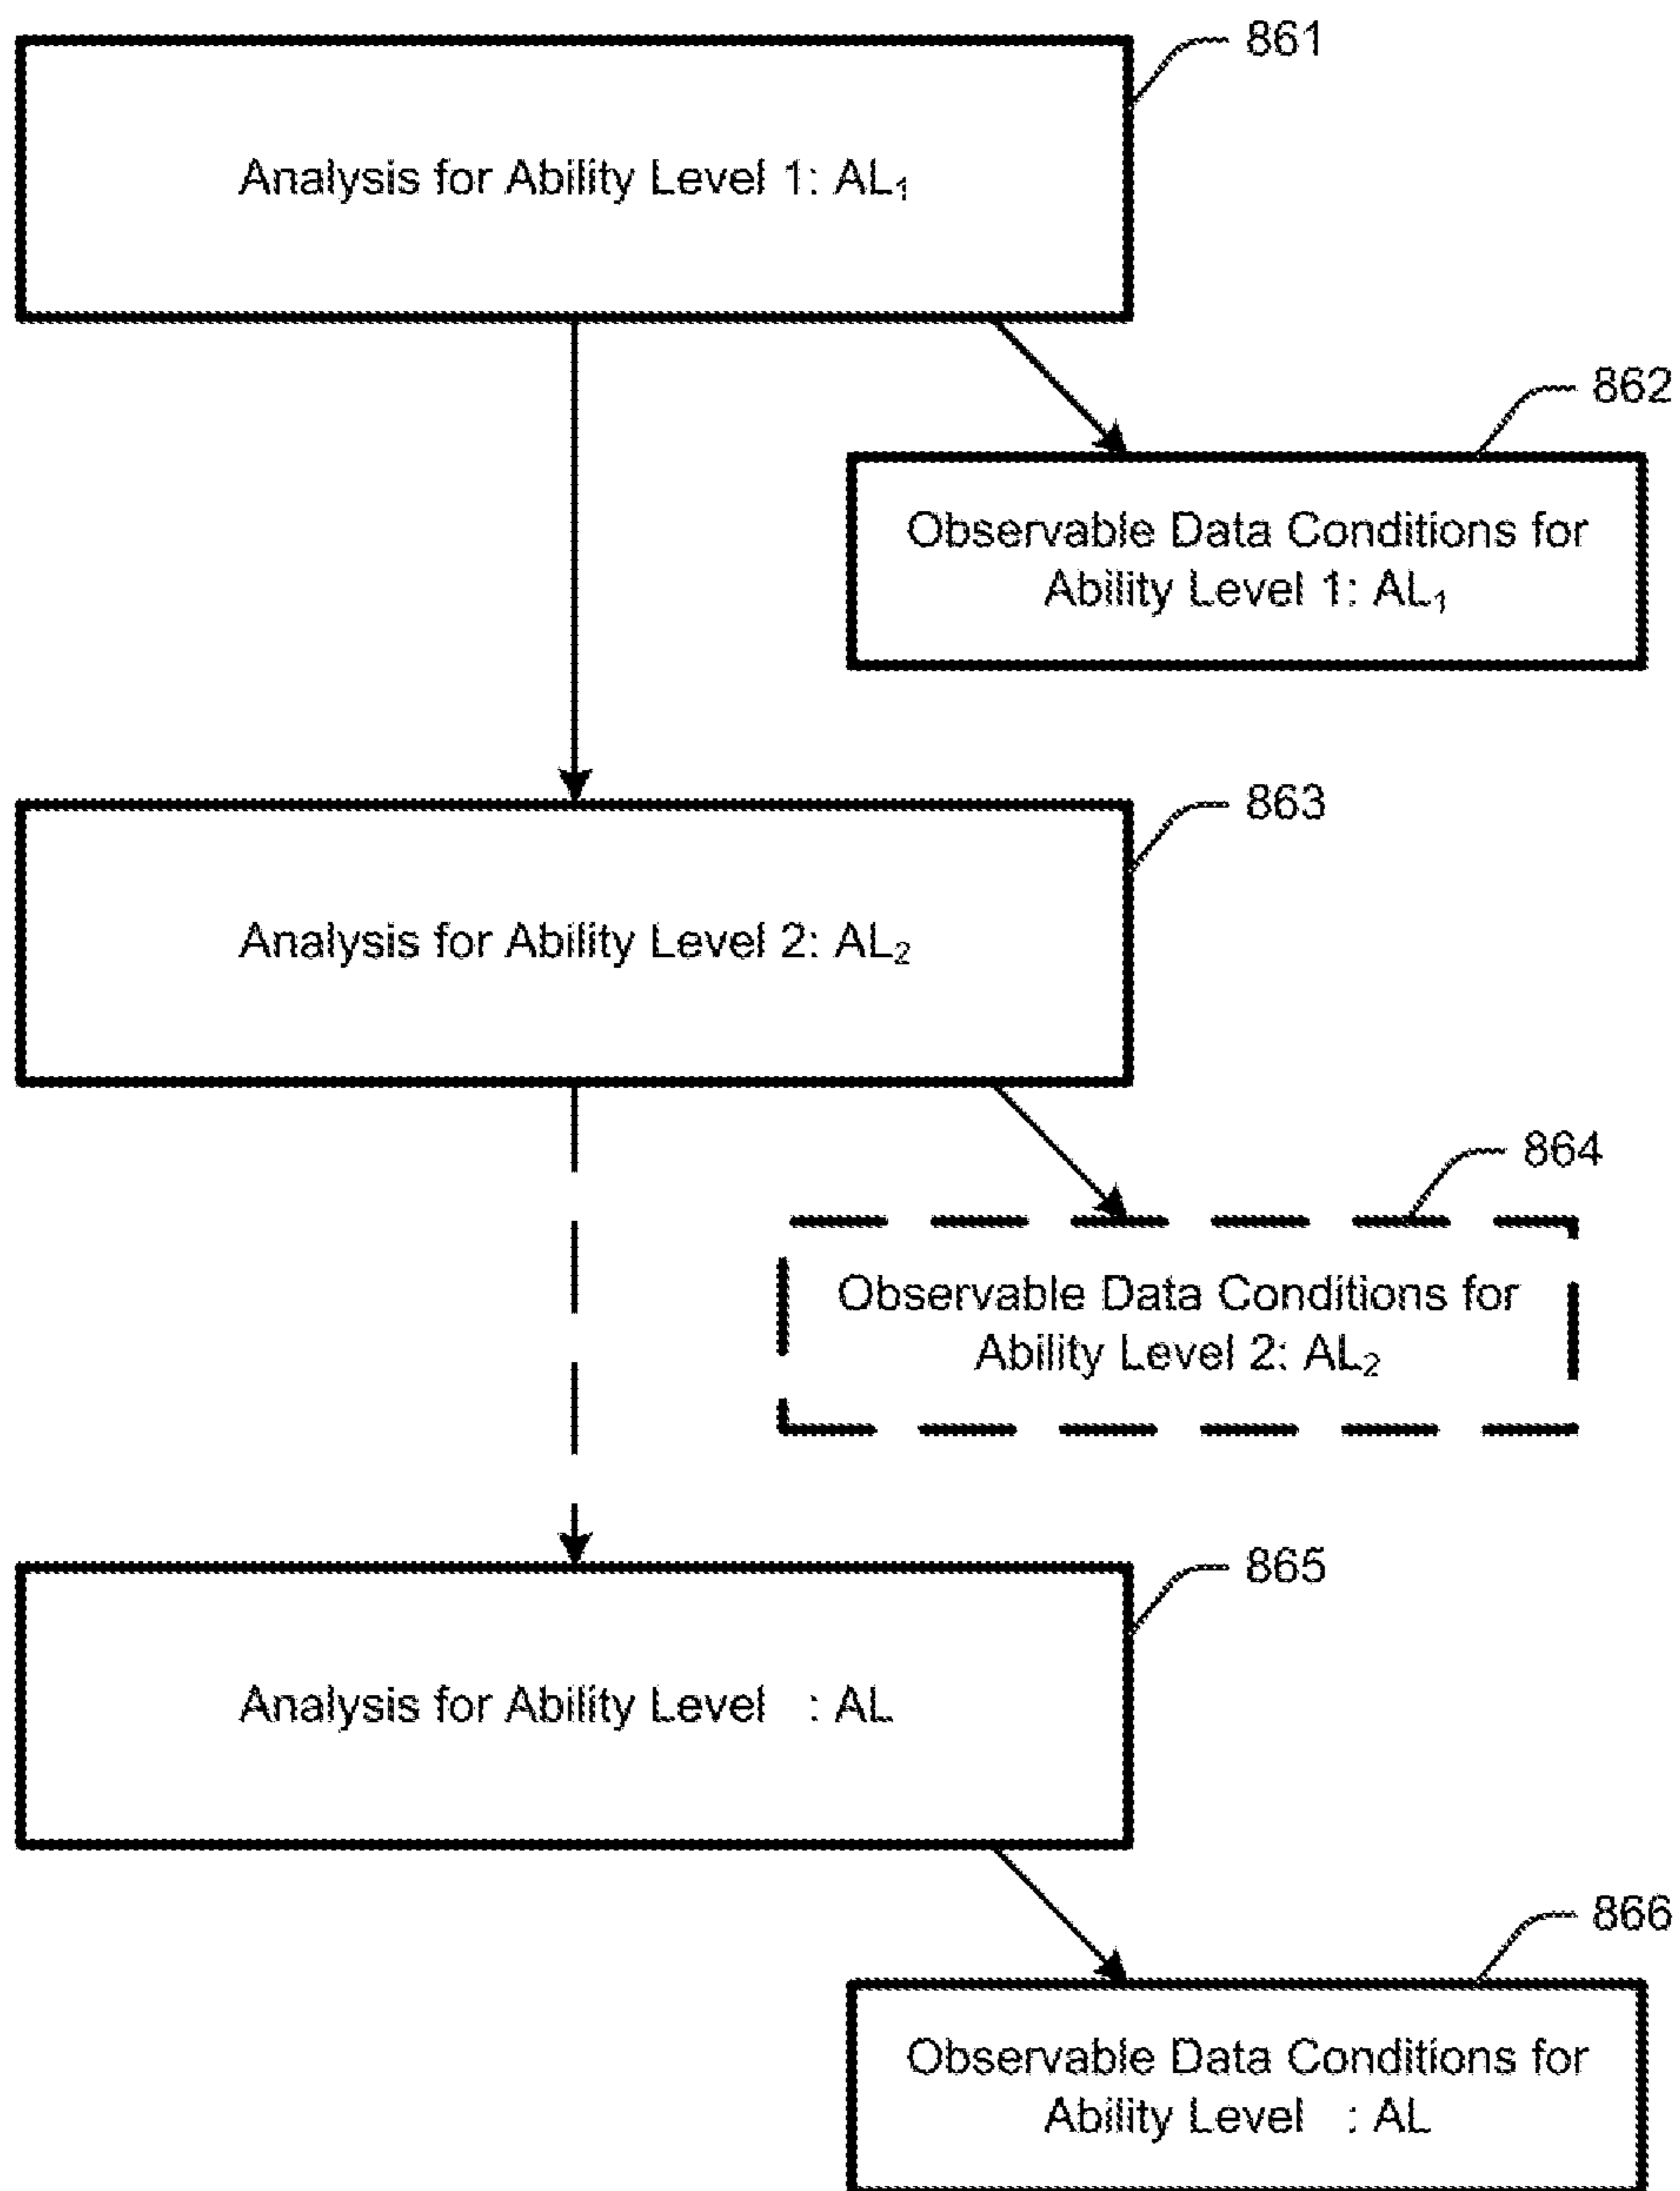 861
Analysis for Ability Level 1: AL₁
862
Observable Data Conditions for
Ability Level 1: AL₁
863
Analysis for Ability Level 2: AL₂
864
Observable Data Conditions for
Ability Level 2: AL₂
865
Analysis for Ability Level : AL
866
Observable Data Conditions for
Ability Level : AL